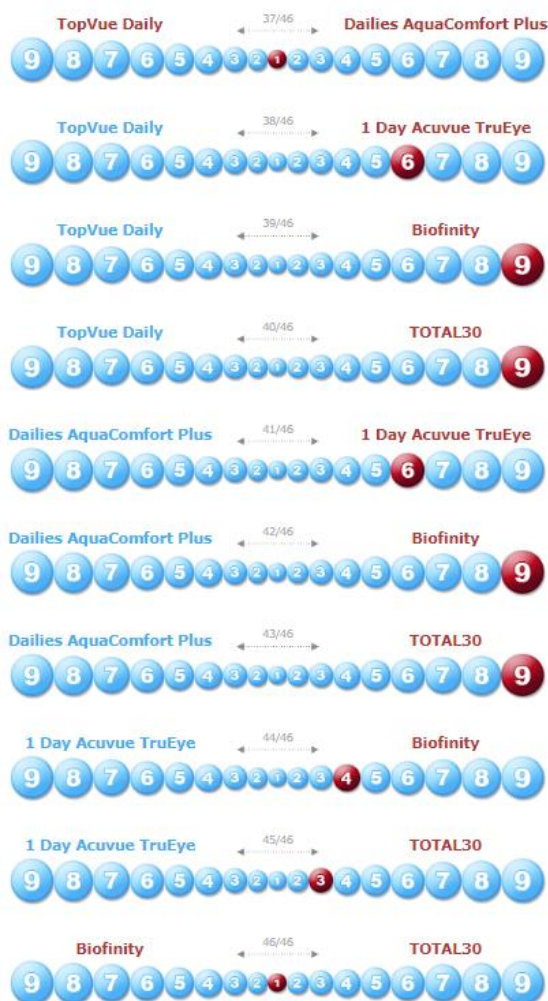 37/46
TopVue Daily Dailies AquaComfort Plus
9 8 7 6 5 4 3 2 1 2 3 4 5 6 7 8 9
38/46
TopVue Daily 1 Day Acuvue TruEye
9 8 7 6 5 4 3 2 1 2 3 4 5 6 7 8 9
39/46
TopVue Daily Biofinity
9 8 7 6 5 4 3 2 1 2 3 4 5 6 7 8 9
40/46
TopVue Daily TOTAL30
9 8 7 6 5 4 3 2 1 2 3 4 5 6 7 8 9
41/46
Dailies AquaComfort Plus 1 Day Acuvue TruEye
9 8 7 6 5 4 3 2 1 2 3 4 5 6 7 8 9
42/46
Dailies AquaComfort Plus Biofinity
9 8 7 6 5 4 3 2 1 2 3 4 5 6 7 8 9
43/46
Dailies AquaComfort Plus TOTAL30
9 8 7 6 5 4 3 2 1 2 3 4 5 6 7 8 9
44/46
1 Day Acuvue TruEye Biofinity
9 8 7 6 5 4 3 2 1 2 3 4 5 6 7 8 9
45/46
1 Day Acuvue TruEye TOTAL30
9 8 7 6 5 4 3 2 1 2 3 4 5 6 7 8 9
46/46
Biofinity TOTAL30
9 8 7 6 5 4 3 2 1 2 3 4 5 6 7 8 9